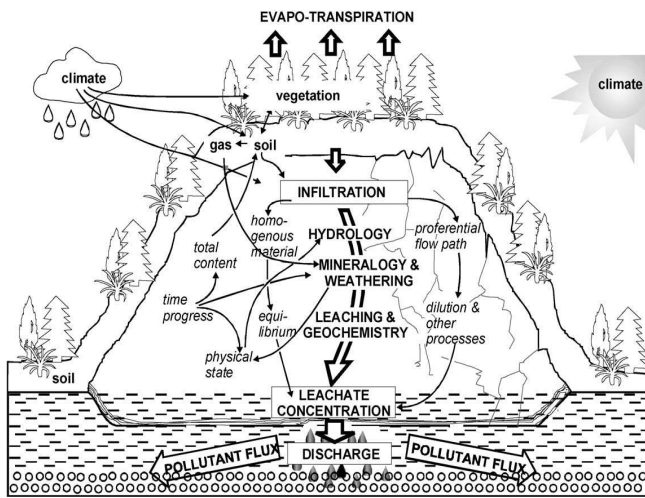 EVAPO-TRANSPIRATION
climate
climate
vegetation
gas
soil
INFILTRATION
homo-
genous
material
HYDROLOGY
proferential
flow path
total
content
MINERALOGY &
WEATHERING
time
progress
equi-
librium
LEACHING &
GEOCHEMISTRY
dilution &
other
processes
physical
state
soil
LEACHATE
CONCENTRATION
DISCHARGE
POLLUTANT FLUX
POLLUTANT FLUX